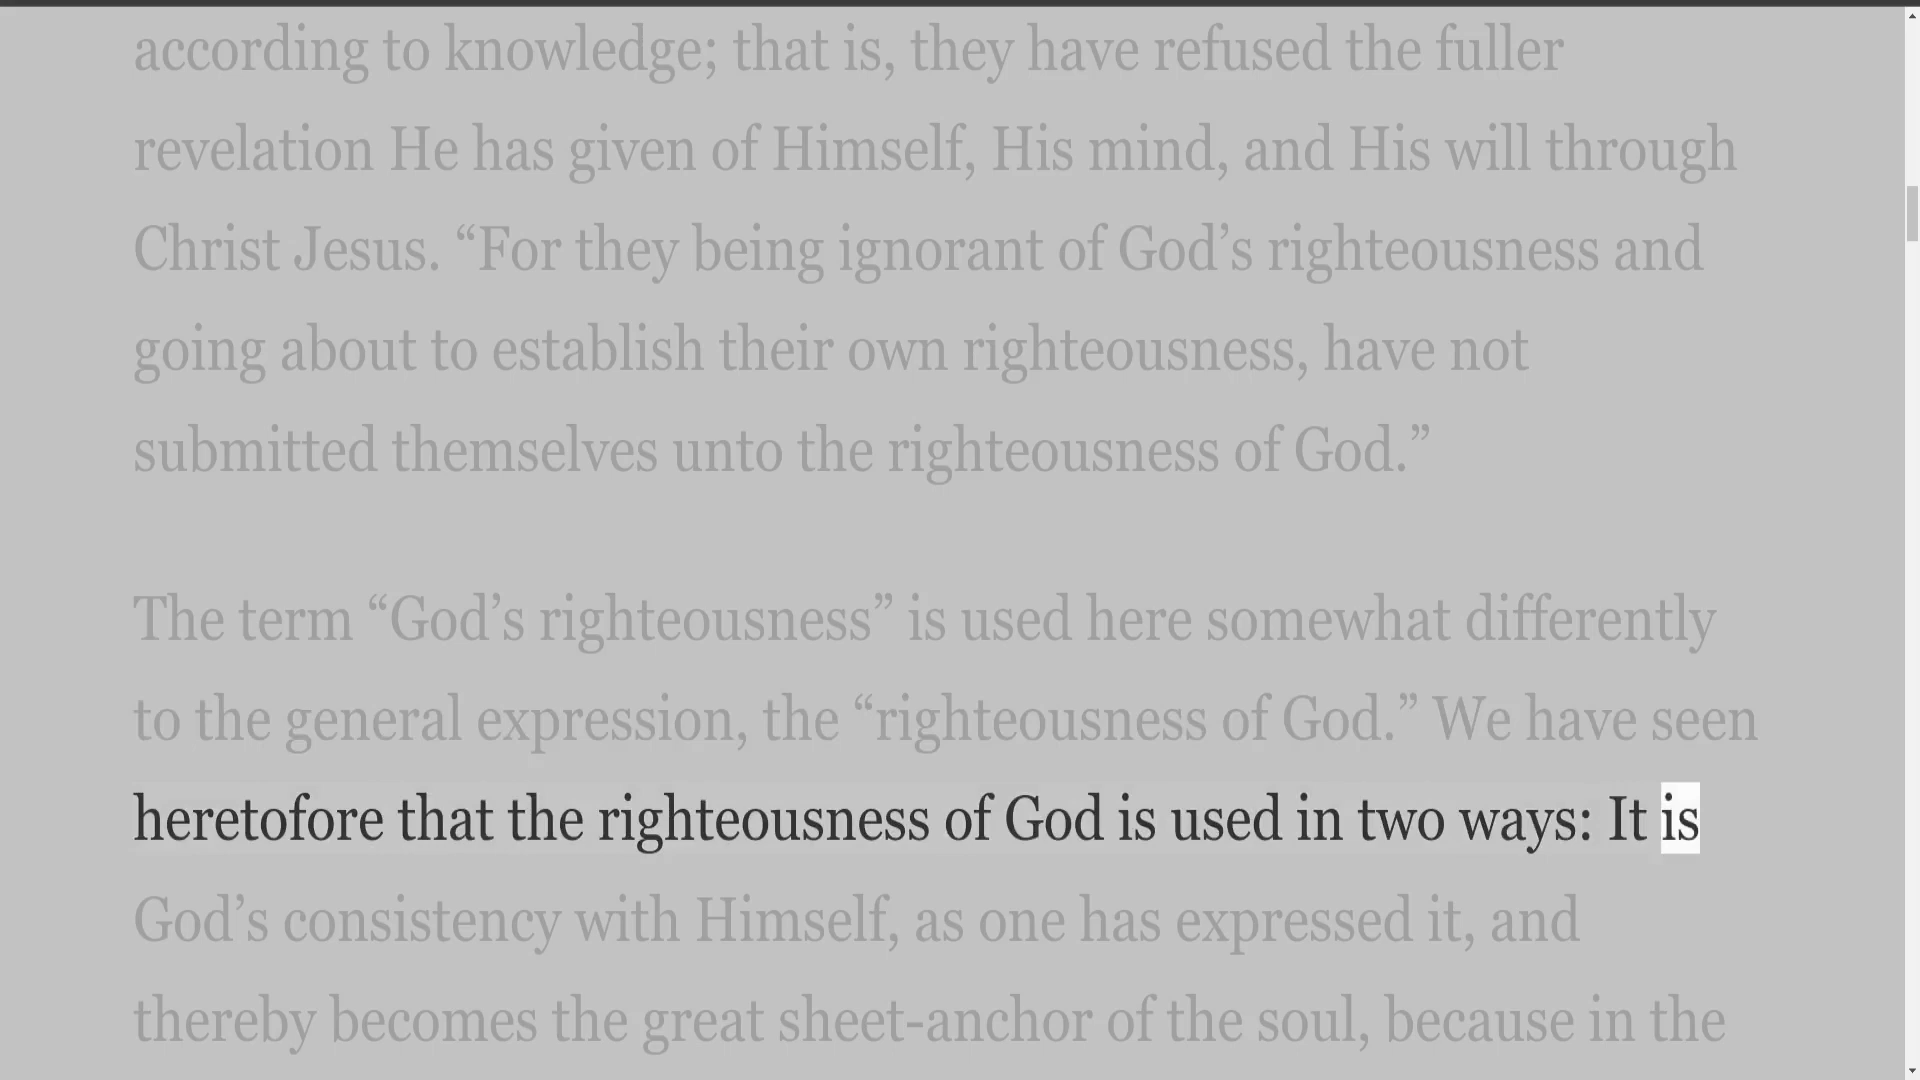 according to knowledge; that is, they have refused the fuller
revelation He has given of Himself, His mind, and His will through
Christ Jesus. “For they being ignorant of God’s righteousness and
going about to establish their own righteousness, have not
submitted themselves unto the righteousness of God.”
The term “God’s righteousness” is used here somewhat differently
to the general expression, the “righteousness of God.” We have seen
heretofore that the righteousness of God is used in two ways: It is
God’s consistency with Himself, as one has expressed it, and
thereby becomes the great sheet-anchor of the soul, because in the